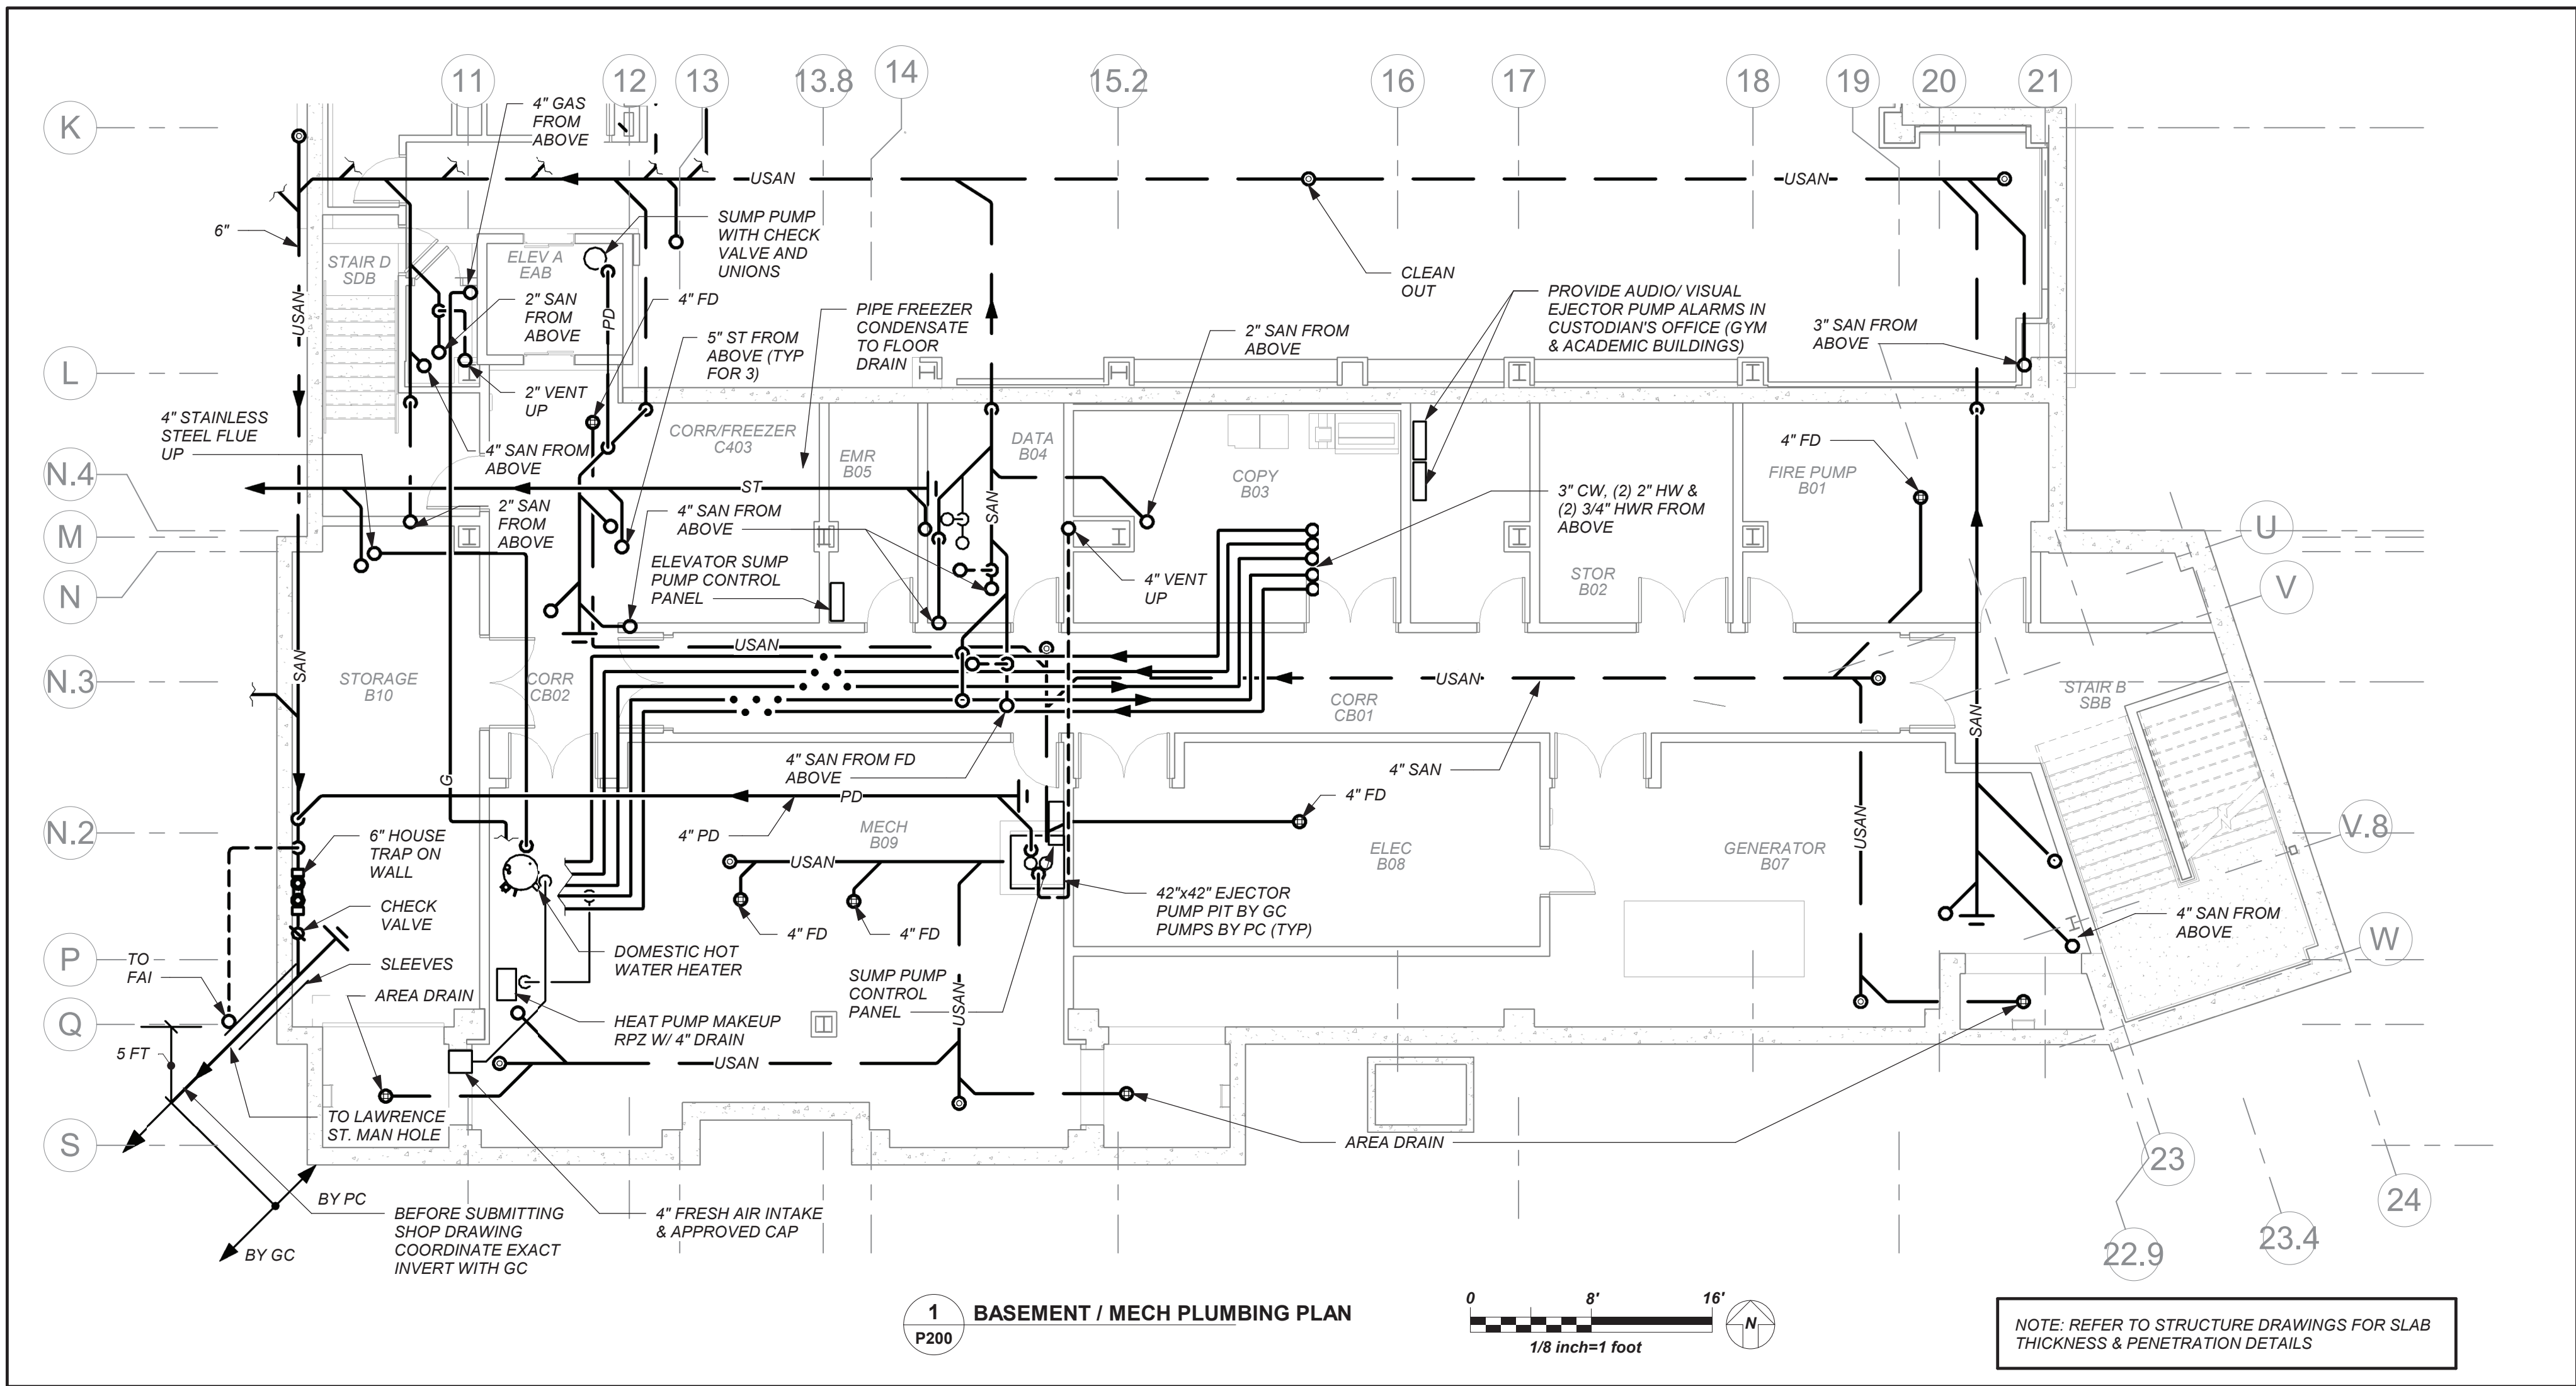 11
12
13
13.8
14
15.2
16
17
18
19
20
21
K
L
N.4
M
N
N.3
N.2
P
Q
S
U
V
V.8
W
23
24
22.9
23.4
4" GAS
FROM
ABOVE
USAN
USAN
6"
STAIR D
SDB
ELEV A
EAB
SUMP PUMP
WITH CHECK
VALVE AND
UNIONS
CLEAN
OUT
USAN
2" SAN
FROM
ABOVE
PD
4" FD
PIPE FREEZER
CONDENSATE
TO FLOOR
DRAIN
PROVIDE AUDIO/ VISUAL
EJECTOR PUMP ALARMS IN
CUSTODIAN'S OFFICE (GYM
& ACADEMIC BUILDINGS)
3" SAN FROM
ABOVE
5" ST FROM
ABOVE (TYP
FOR 3)
2" SAN FROM
ABOVE
2" VENT
UP
4" STAINLESS
STEEL FLUE
UP
4" SAN FROM
ABOVE
CORR/FREEZER
C403
EMR
B05
DATA
B04
COPY
B03
4" FD
FIRE PUMP
B01
ST
SAN
2" SAN
FROM
ABOVE
4" SAN FROM
ABOVE
3" CW, (2) 2" HW &
(2) 3/4" HWR FROM
ABOVE
ELEVATOR SUMP
PUMP CONTROL
PANEL
4" VENT
UP
STOR
B02
SAN
STORAGE
B10
CORR
CB02
USAN
USAN
CORR
CB01
STAIR B
SBB
SAN
G
4" SAN FROM FD
ABOVE
4" SAN
PD
4" PD
MECH
B09
4" FD
6" HOUSE
TRAP ON
WALL
USAN
ELEC
B08
GENERATOR
B07
USAN
CHECK
VALVE
4" FD
4" FD
42"x42" EJECTOR
PUMP PIT BY GC
PUMPS BY PC (TYP)
4" SAN FROM
ABOVE
DOMESTIC HOT
WATER HEATER
TO
FAI
SLEEVES
SUMP PUMP
CONTROL
PANEL
USAN
AREA DRAIN
HEAT PUMP MAKEUP
RPZ W/ 4" DRAIN
5 FT
USAN
TO LAWRENCE
ST. MAN HOLE
AREA DRAIN
BY PC
BY GC
BEFORE SUBMITTING
SHOP DRAWING
COORDINATE EXACT
INVERT WITH GC
4" FRESH AIR INTAKE
& APPROVED CAP
1
P200
BASEMENT / MECH PLUMBING PLAN
0 8' 16'
1/8 inch=1 foot
N
NOTE: REFER TO STRUCTURE DRAWINGS FOR SLAB
THICKNESS & PENETRATION DETAILS